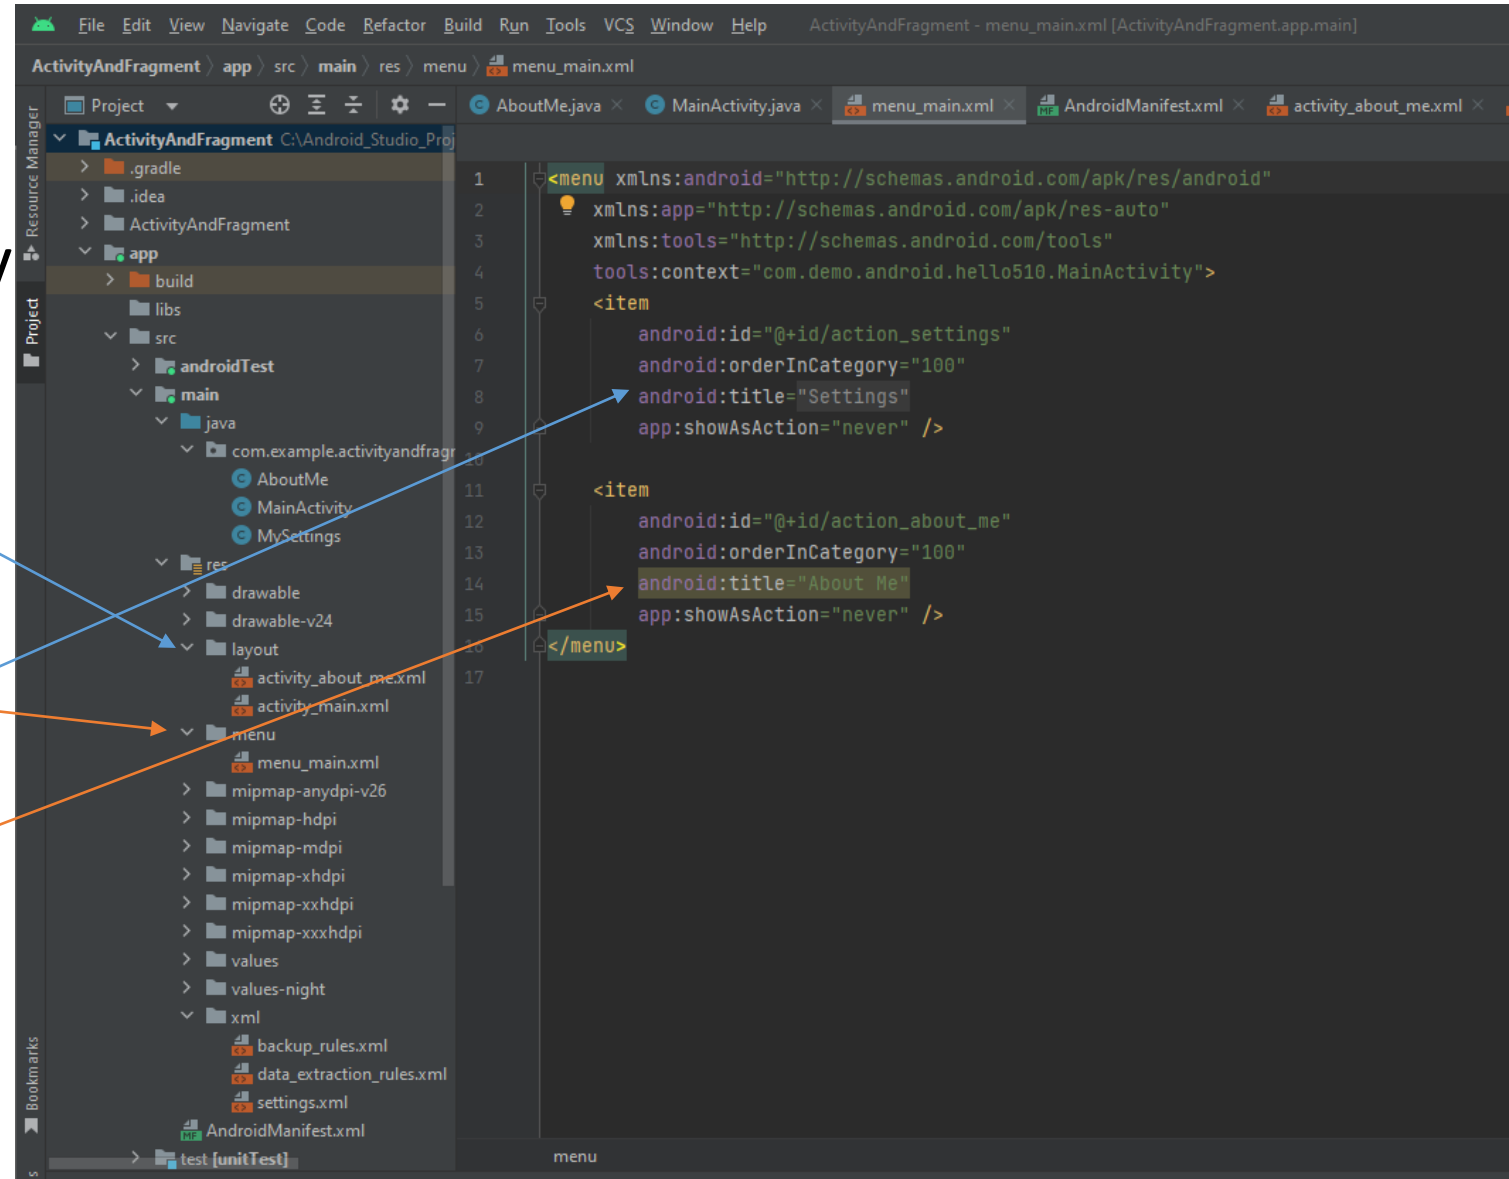 File Edit View Navigate Code Refactor Build Run Tools VCS Window Help ActivityAndFragment - menu_main.xml [ActivityAndFragment.app.main]
ActivityAndFragment app src main res menu menu_main.xml
Project
AboutMe.java MainActivity.java menu_main.xml AndroidManifest.xml activity_about_me.xml
Resource Manager
Project
Bookmarks
ActivityAndFragment C:\Android_Studio_Proj
.gradle
.idea
ActivityAndFragment
y
app
build
libs
src
androidTest
main
java
com.example.activityandfragr
AboutMe
MainActivity
MySettings
res
drawable
drawable-v24
layout
activity_about_me.xml
activity_main.xml
menu
menu_main.xml
mipmap-anydpi-v26
mipmap-hdpi
mipmap-mdpi
mipmap-xhdpi
mipmap-xxhdpi
mipmap-xxxhdpi
values
values-night
xml
backup_rules.xml
data_extraction_rules.xml
settings.xml
AndroidManifest.xml
test [unitTest]
1 <menu xmlns:android="http://schemas.android.com/apk/res/android"
2 xmlns:app="http://schemas.android.com/apk/res-auto"
3 xmlns:tools="http://schemas.android.com/tools"
4 tools:context="com.demo.android.hello510.MainActivity">
5 <item
6 android:id="@+id/action_settings"
7 android:orderInCategory="100"
8 android:title="Settings"
9 app:showAsAction="never" />
10
11 <item
12 android:id="@+id/action_about_me"
13 android:orderInCategory="100"
14 android:title="About Me"
15 app:showAsAction="never" />
16 </menu>
17
menu